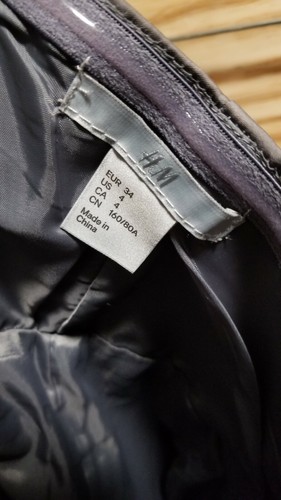 H&M
EUR 34
US 4
CA 4
CN 160/80A
Made in
China